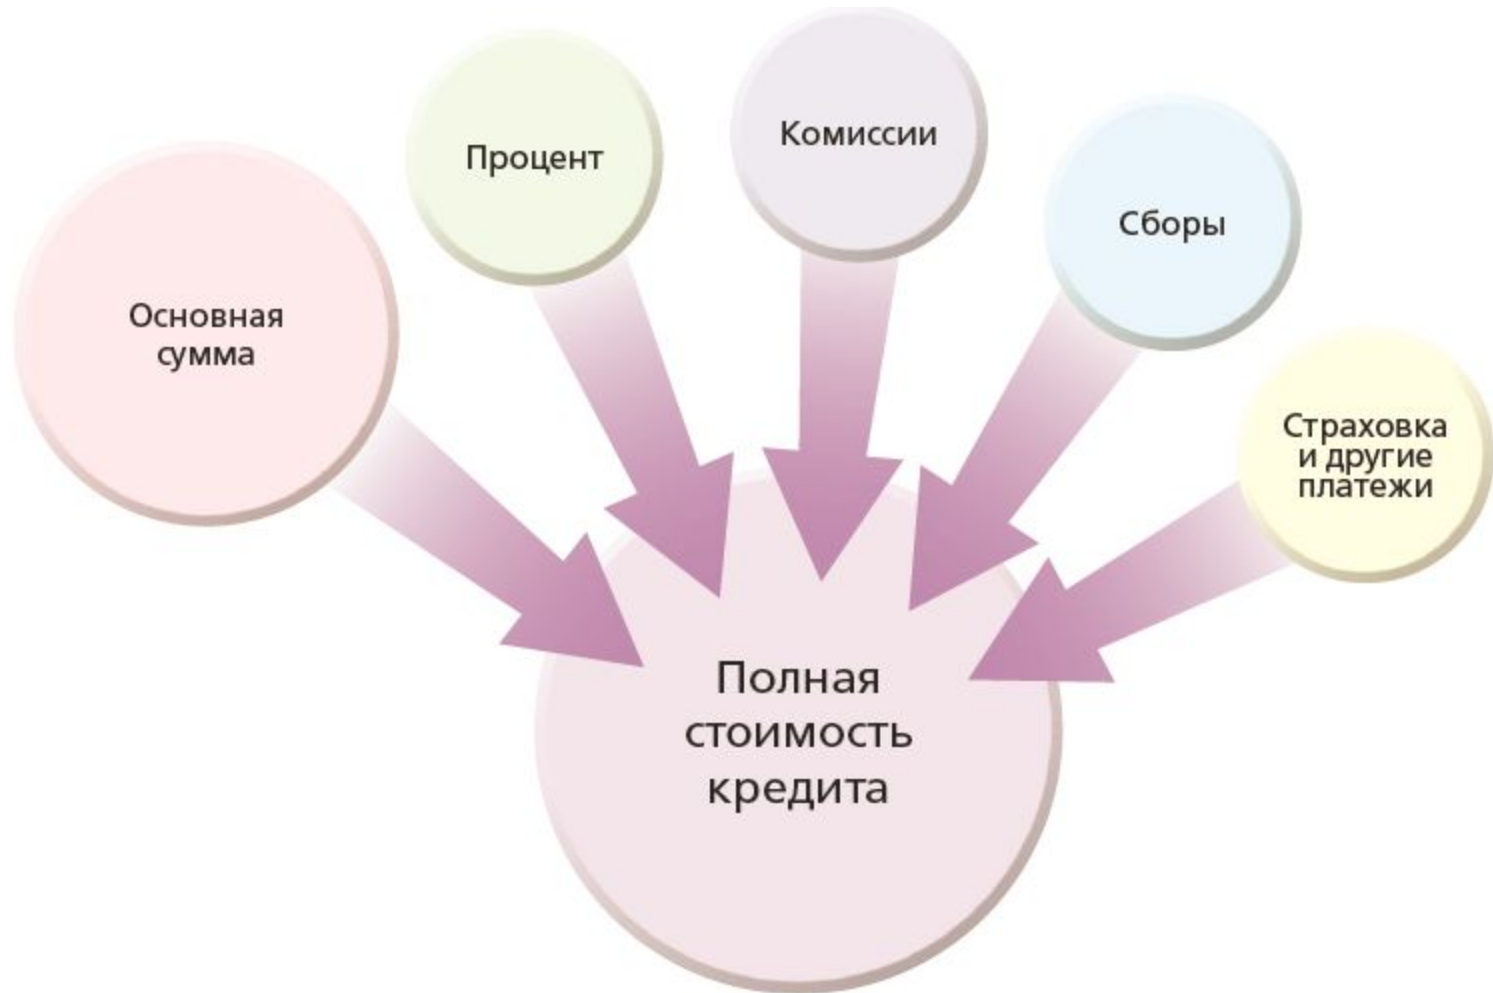 Основная
сумма
Процент
Комиссии
Сборы
Страховка
и другие
платежи
Полная
стоимость
кредита